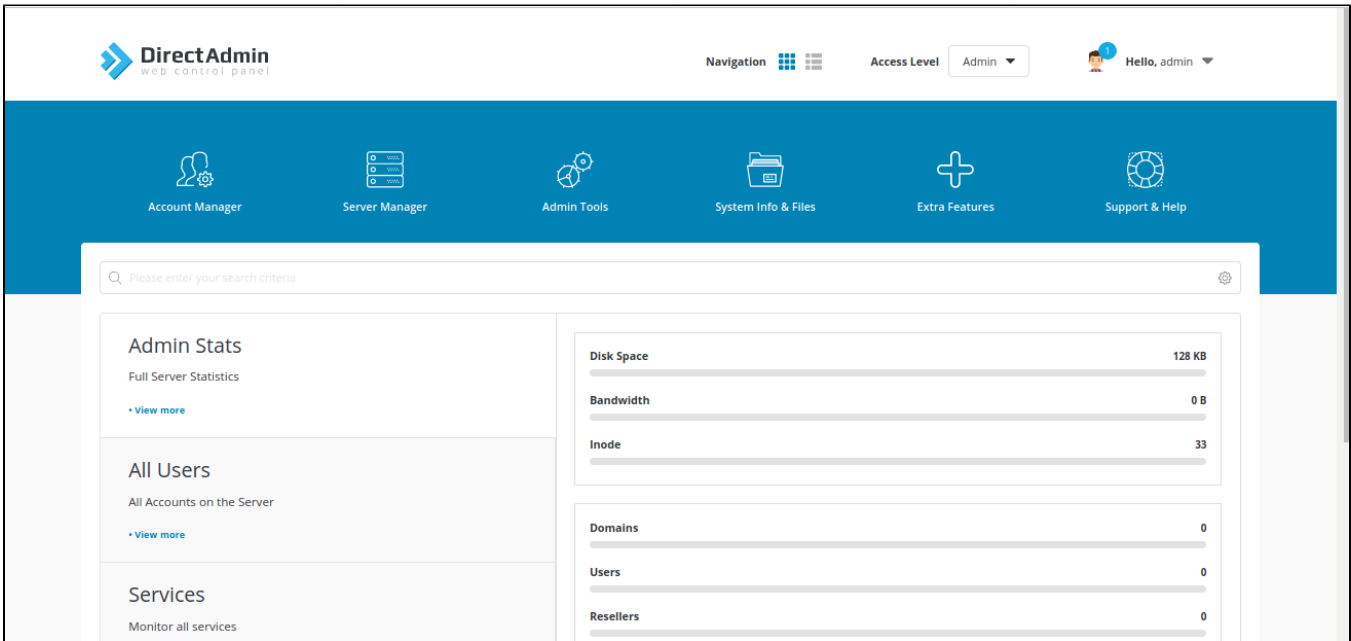 DirectAdmin
web control panel
Navigation
Access Level Admin
1
Hello, admin
Account Manager
Server Manager
Admin Tools
System Info & Files
Extra Features
Support & Help
Please enter your search criteria
Admin Stats
Full Server Statistics
• View more
All Users
All Accounts on the Server
• View more
Services
Monitor all services
Disk Space 128 KB
Bandwidth 0 B
Inode 33
Domains 0
Users 0
Resellers 0